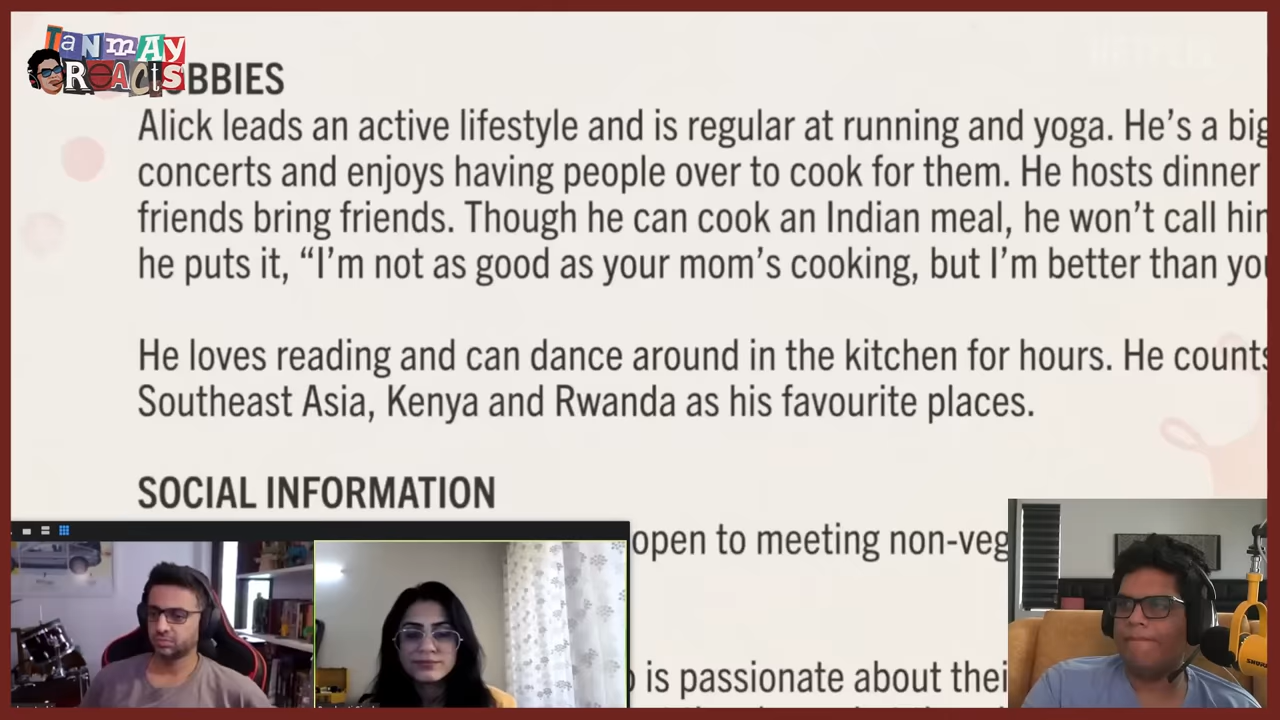 TANMAY
REACTS
BBIES
Alick leads an active lifestyle and is regular at running and yoga. He's a big
concerts and enjoys having people over to cook for them. He hosts dinner
friends bring friends. Though he can cook an Indian meal, he won't call
he puts it, “I'm not as good as your mom's cooking, but I'm better than
He loves reading and can dance around in the kitchen for hours. He counts
Southeast Asia, Kenya and Rwanda as his favourite places.
SOCIAL INFORMATION
open to meeting non-veg
is passionate about